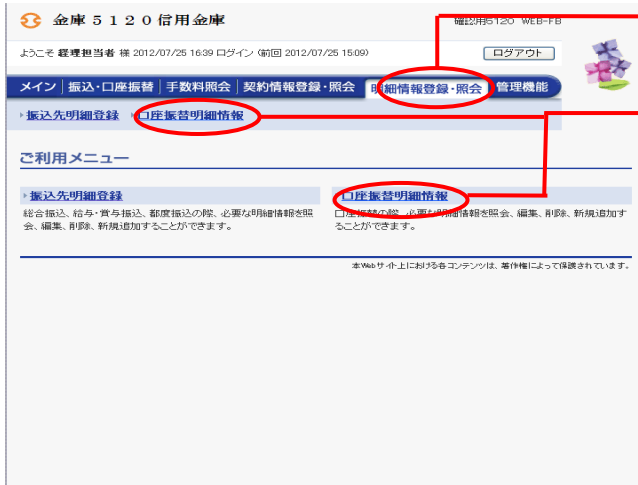 金庫５１２０信用金庫
確認用5120 WEB-FB
ようこそ 経理担当者 様 2012/07/25 16:39 ログイン (前回 2012/07/25 15:09)
ログアウト
メイン 振込・口座振替 手数料照会 契約情報登録・照会 明細情報登録・照会 管理機能
振込先明細登録 口座振替明細情報
ご利用メニュー
振込先明細登録 口座振替明細情報
総合振込、給与・賞与振込、都度振込の際、必要な明細情報を照
会、編集、削除、新規追加することができます。
口座振替の際、必要な明細情報を照会、編集、削除、新規追加す
ることができます。
本Webサイト上における各コンテンツは、著作権によって保護されています。